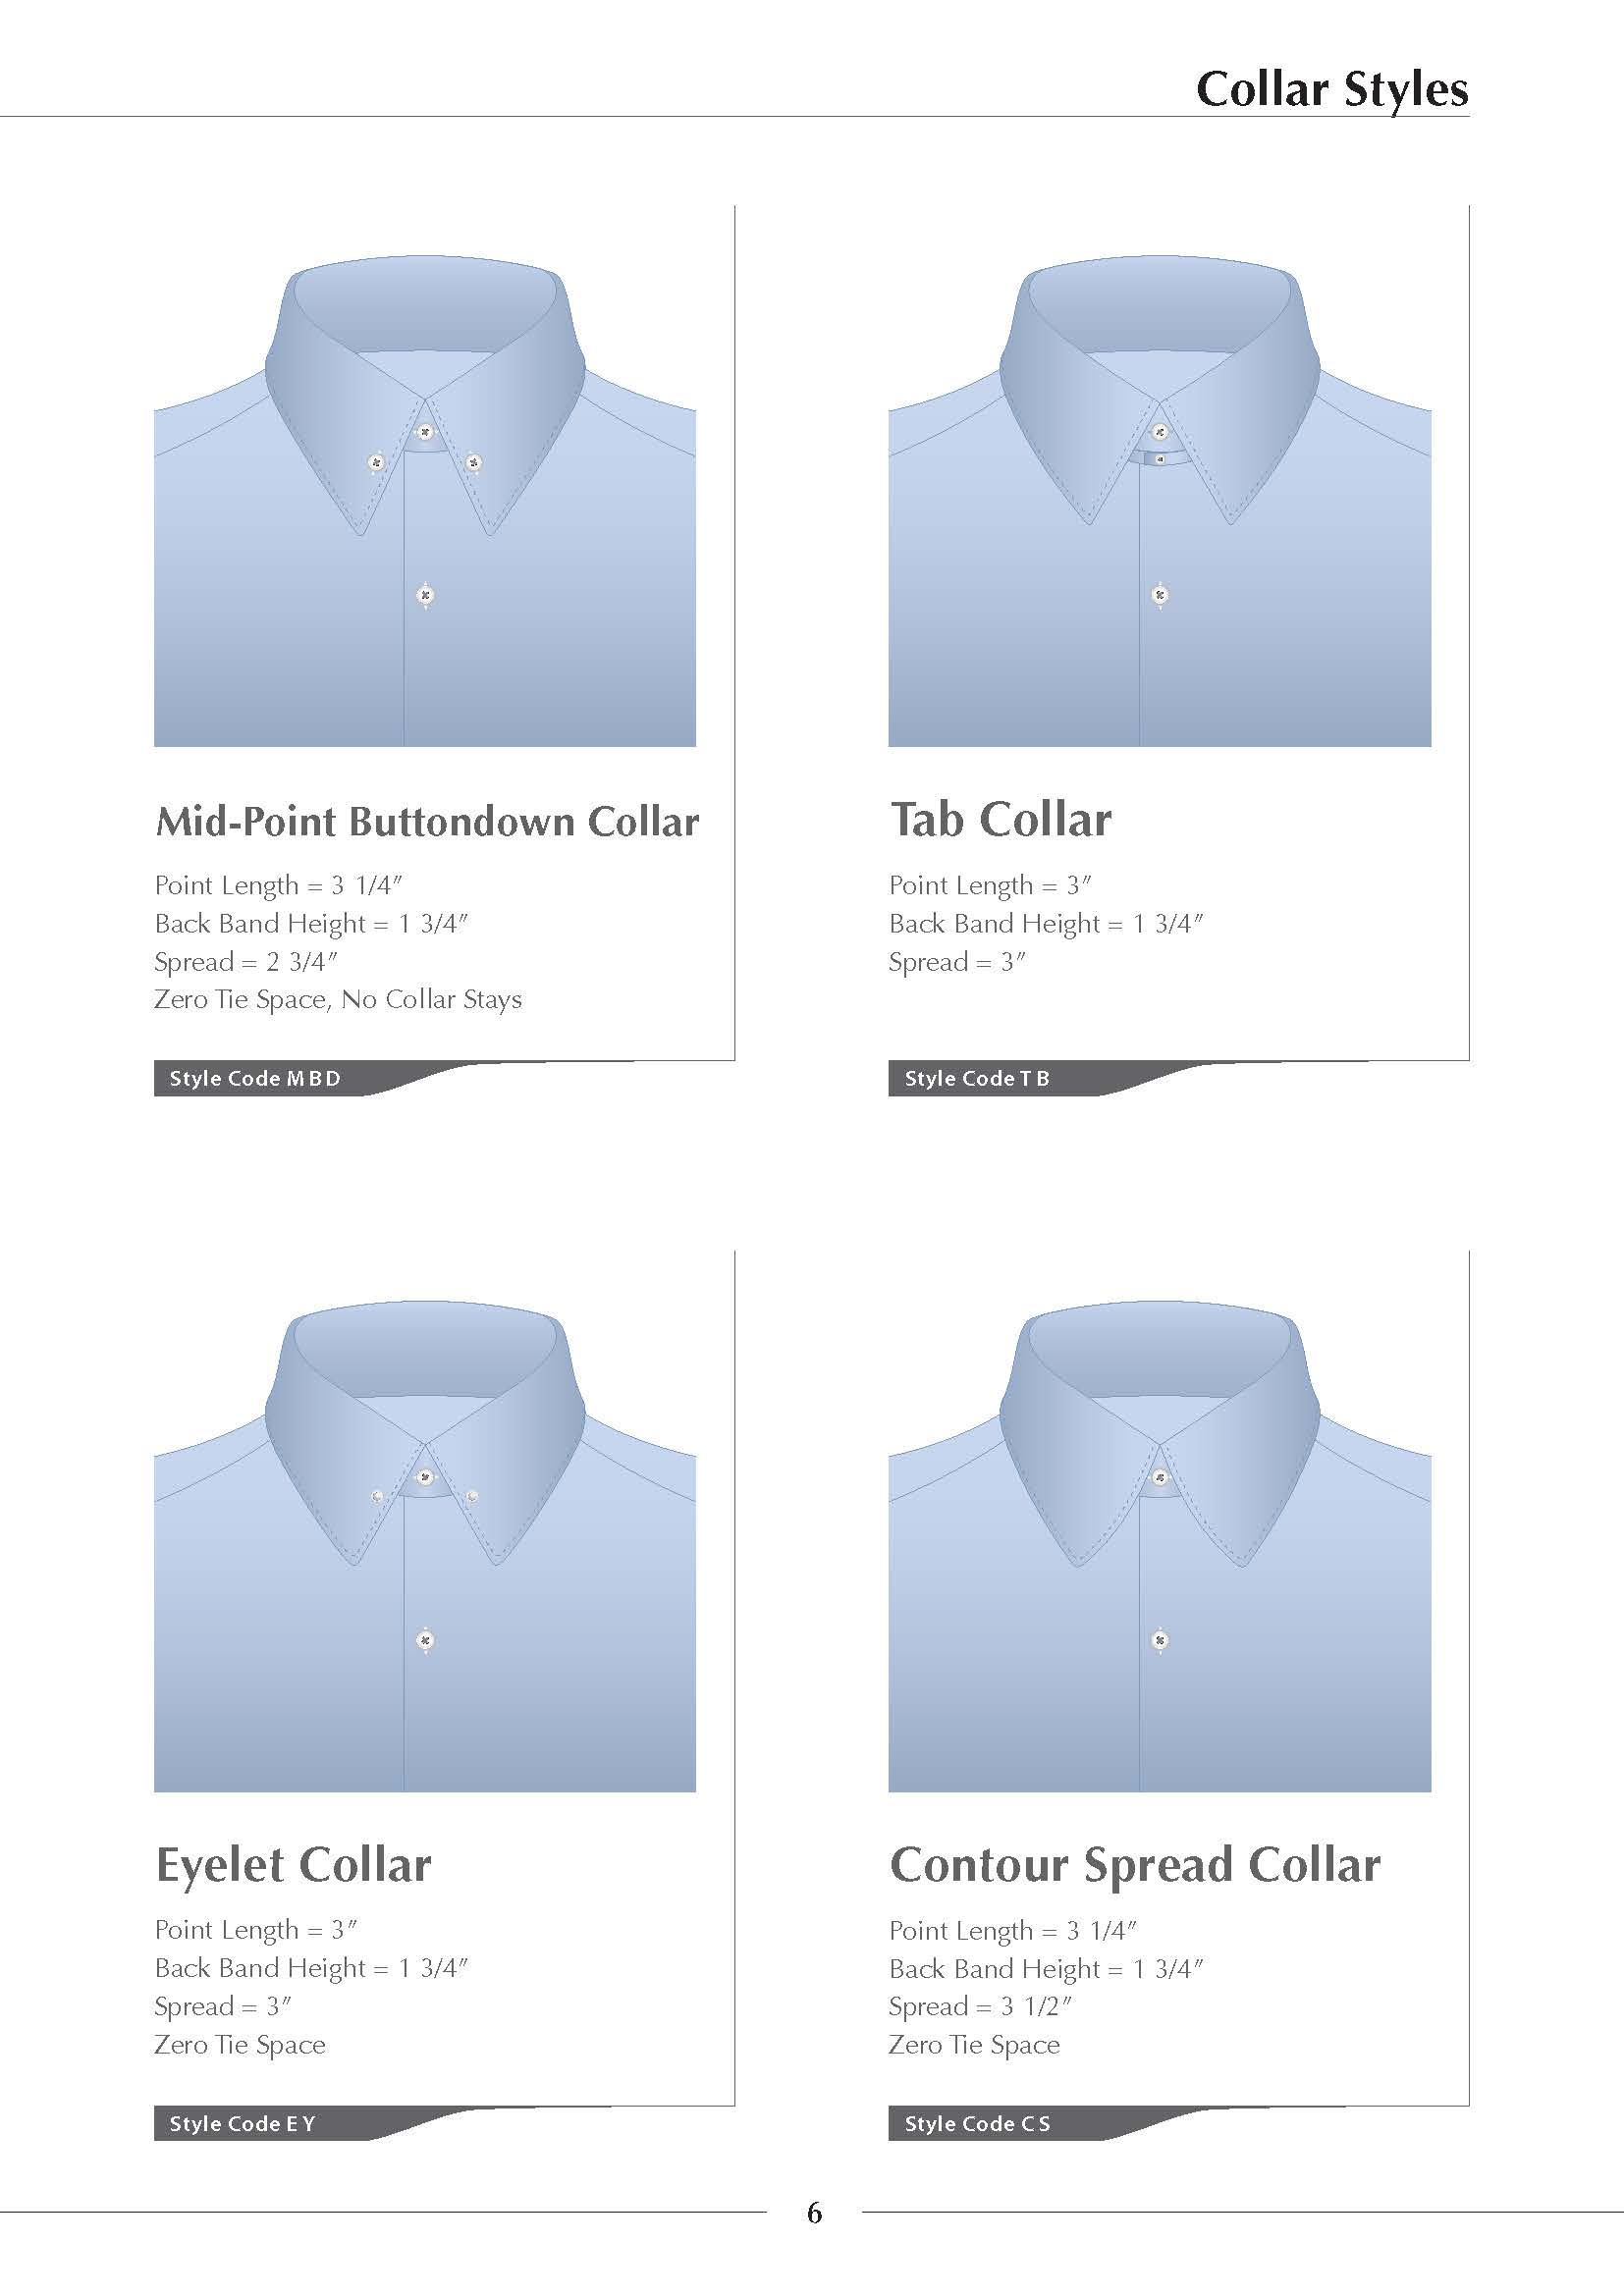 Collar Styles
Mid-Point Buttondown Collar
Point Length = 3 1/4″
Back Band Height = 1 3/4″
Spread = 2 3/4″
Zero Tie Space, No Collar Stays
Style Code MBD
Tab Collar
Point Length = 3″
Back Band Height = 1 3/4″
Spread = 3″
Style Code TB
Eyelet Collar
Point Length = 3″
Back Band Height = 1 3/4″
Spread = 3″
Zero Tie Space
Style Code EY
Contour Spread Collar
Point Length = 3 1/4″
Back Band Height = 1 3/4″
Spread = 3 1/2″
Zero Tie Space
Style Code CS
6